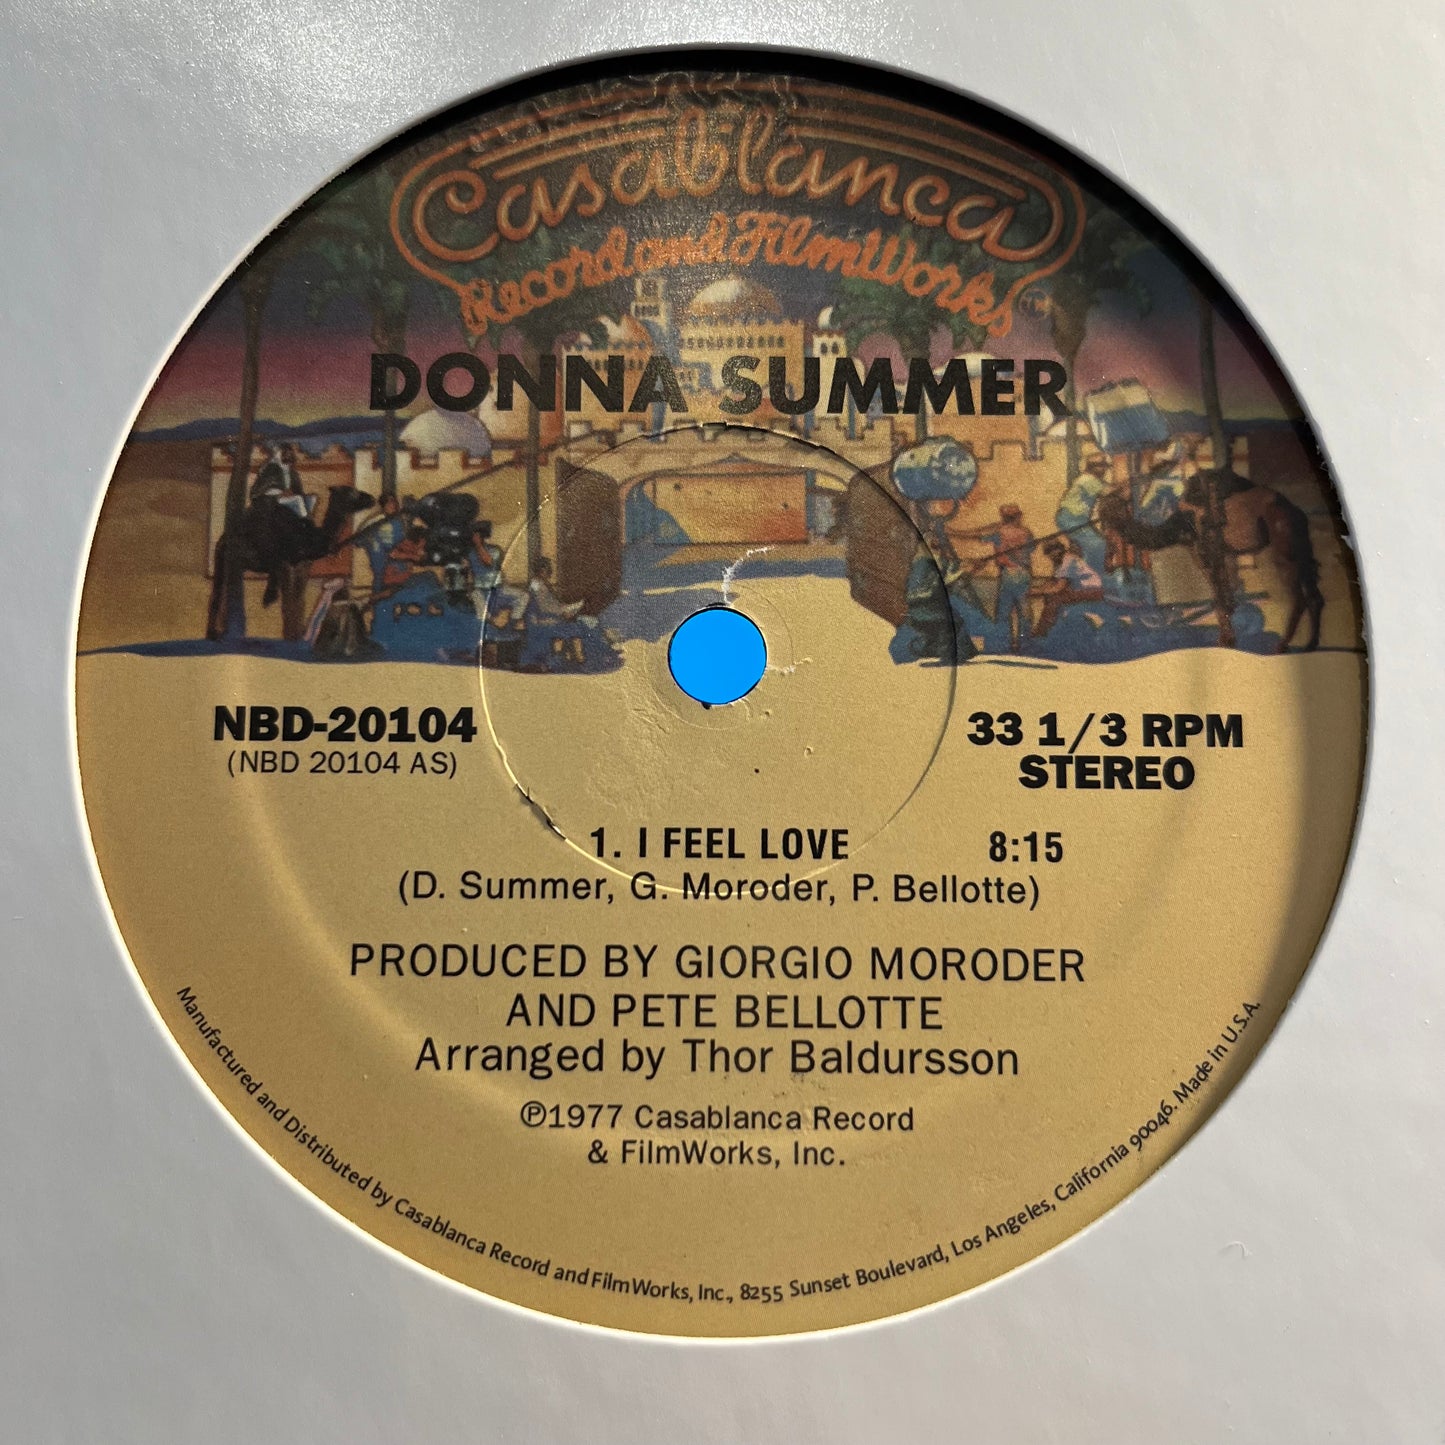 Casablanca
Record and FilmWorks
DONNA SUMMER
NBD-20104
(NBD 20104 AS)
33 1/3 RPM
STEREO
1. I FEEL LOVE 8:15
(D. Summer, G. Moroder, P. Bellotte)
PRODUCED BY GIORGIO MORODER
AND PETE BELLOTTE
Arranged by Thor Baldursson
℗1977 Casablanca Record
& FilmWorks, Inc.
Manufactured and Distributed by Casablanca Record and FilmWorks, Inc., 8255 Sunset Boulevard, Los Angeles, California 90046. Made in U.S.A.